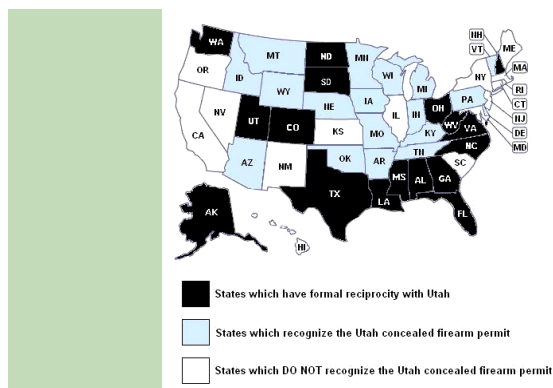 WA
NH
VT
ME
MT
ND
MN
OR
ID
SD
WI
MI
NY
MA
WY
RI
IA
PA
CT
NE
NJ
NV
OH
DE
UT
IL
IN
MD
CO
WV
VA
CA
KS
MO
KY
NC
TN
AZ
NM
OK
AR
SC
MS
AL
GA
TX
LA
AK
FL
HI
States which have formal reciprocity with Utah
States which recognize the Utah concealed firearm permit
States which DO NOT recognize the Utah concealed firearm permit